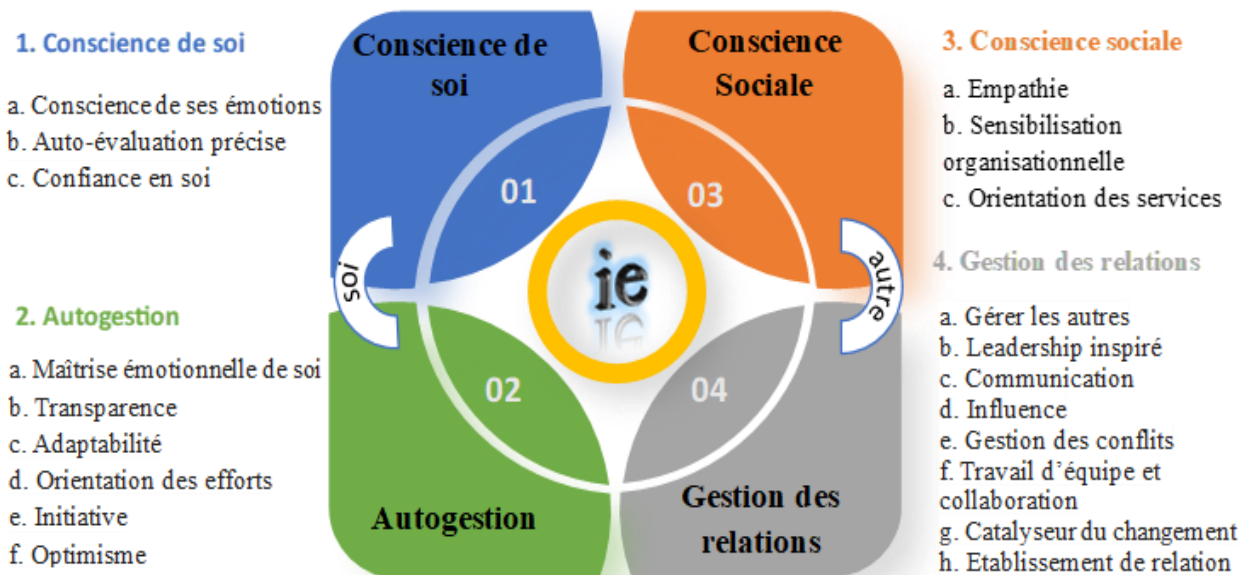 1. Conscience de soi
a. Conscience de ses émotions
b. Auto-évaluation précise
c. Confiance en soi
2. Autogestion
a. Maîtrise émotionnelle de soi
b. Transparence
c. Adaptabilité
d. Orientation des efforts
e. Initiative
f. Optimisme
Conscience de
soi
01
Conscience
Sociale
03
soi
ie
autre
02
Autogestion
04
Gestion des
relations
3. Conscience sociale
a. Empathie
b. Sensibilisation
organisationnelle
c. Orientation des services
4. Gestion des relations
a. Gérer les autres
b. Leadership inspiré
c. Communication
d. Influence
e. Gestion des conflits
f. Travail d’équipe et
collaboration
g. Catalyseur du changement
h. Etablissement de relation